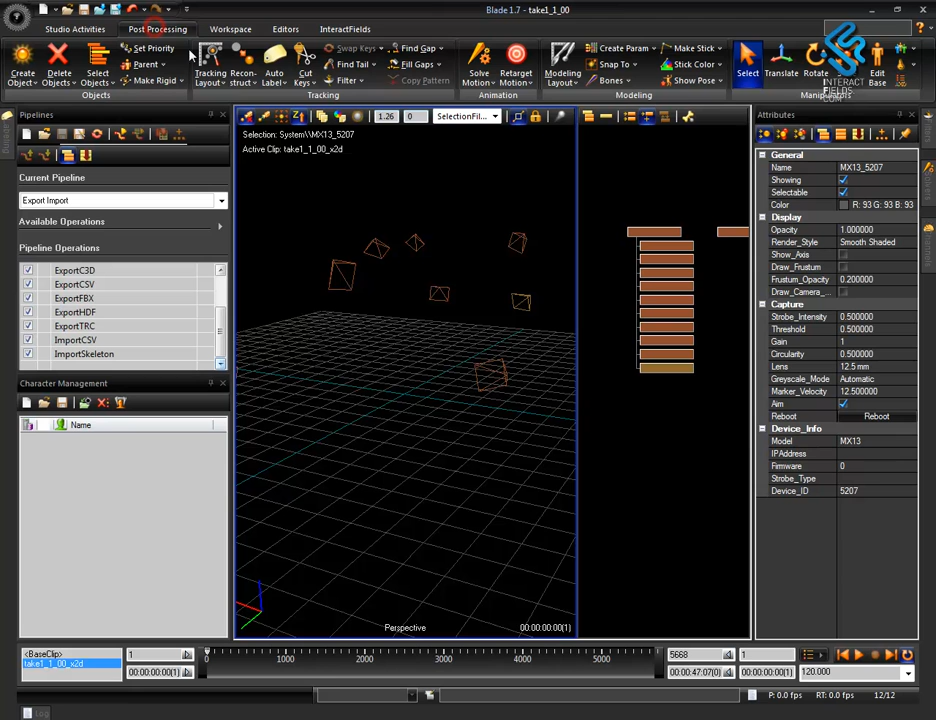 Blade 1.7 - take1_1_00
Studio Activities Post Processing Workspace Editors InteractFields
Create Object Delete Objects Select Objects
Set Priority
Parent
Make Rigid
Objects
Tracking Layout Recon- struct Auto Label Cut Keys
Swap Keys
Find Tail
Filter
Find Gap
Fill Gaps
Copy Pattern
Tracking
Solve Motion Retarget Motion
Animation
Modeling Layout
Create Param
Snap To
Bones
Make Stick
Stick Color
Show Pose
Modeling
Select Translate Rotate Edit Base
INTERACT
FIELDS
.COM
Pipelines
Current Pipeline
Export Import
Available Operations
Pipeline Operations
ExportC3D
ExportCSV
ExportFBX
ExportHDF
ExportTRC
ImportCSV
ImportSkeleton
Character Management
Name
Labeling
1.26 0 SelectionFil...
Selection: System\\MX13_5207
Active Clip: take1_1_00_x2d
Perspective 00:00:00:00(1)
Attributes
General
Name MX13_5207
Showing
Selectable
Color R: 93 G: 93 B: 93
Display
Opacity 1.000000
Render_Style Smooth Shaded
Show_Axis
Draw_Frustum
Frustum_Opacity 0.200000
Draw_Camera_...
Capture
Strobe_Intensity 0.500000
Threshold 0.500000
Gain 1
Circularity 0.500000
Lens 12.5 mm
Greyscale_Mode Automatic
Marker_Velocity 12.500000
Aim
Reboot Reboot
Device_Info
Model MX13
IPAddress
Firmware 0
Strobe_Type
Device_ID 5207
Channels
<BaseClip>
take1_1_00_x2d
1
00:00:00:00(1)
0 1000 2000 3000 4000 5000
5668
00:00:47:07(0)
1
00:00:00:00(1)
120.000
P: 0.0 fps RT: 0.0 fps 12/12
Log